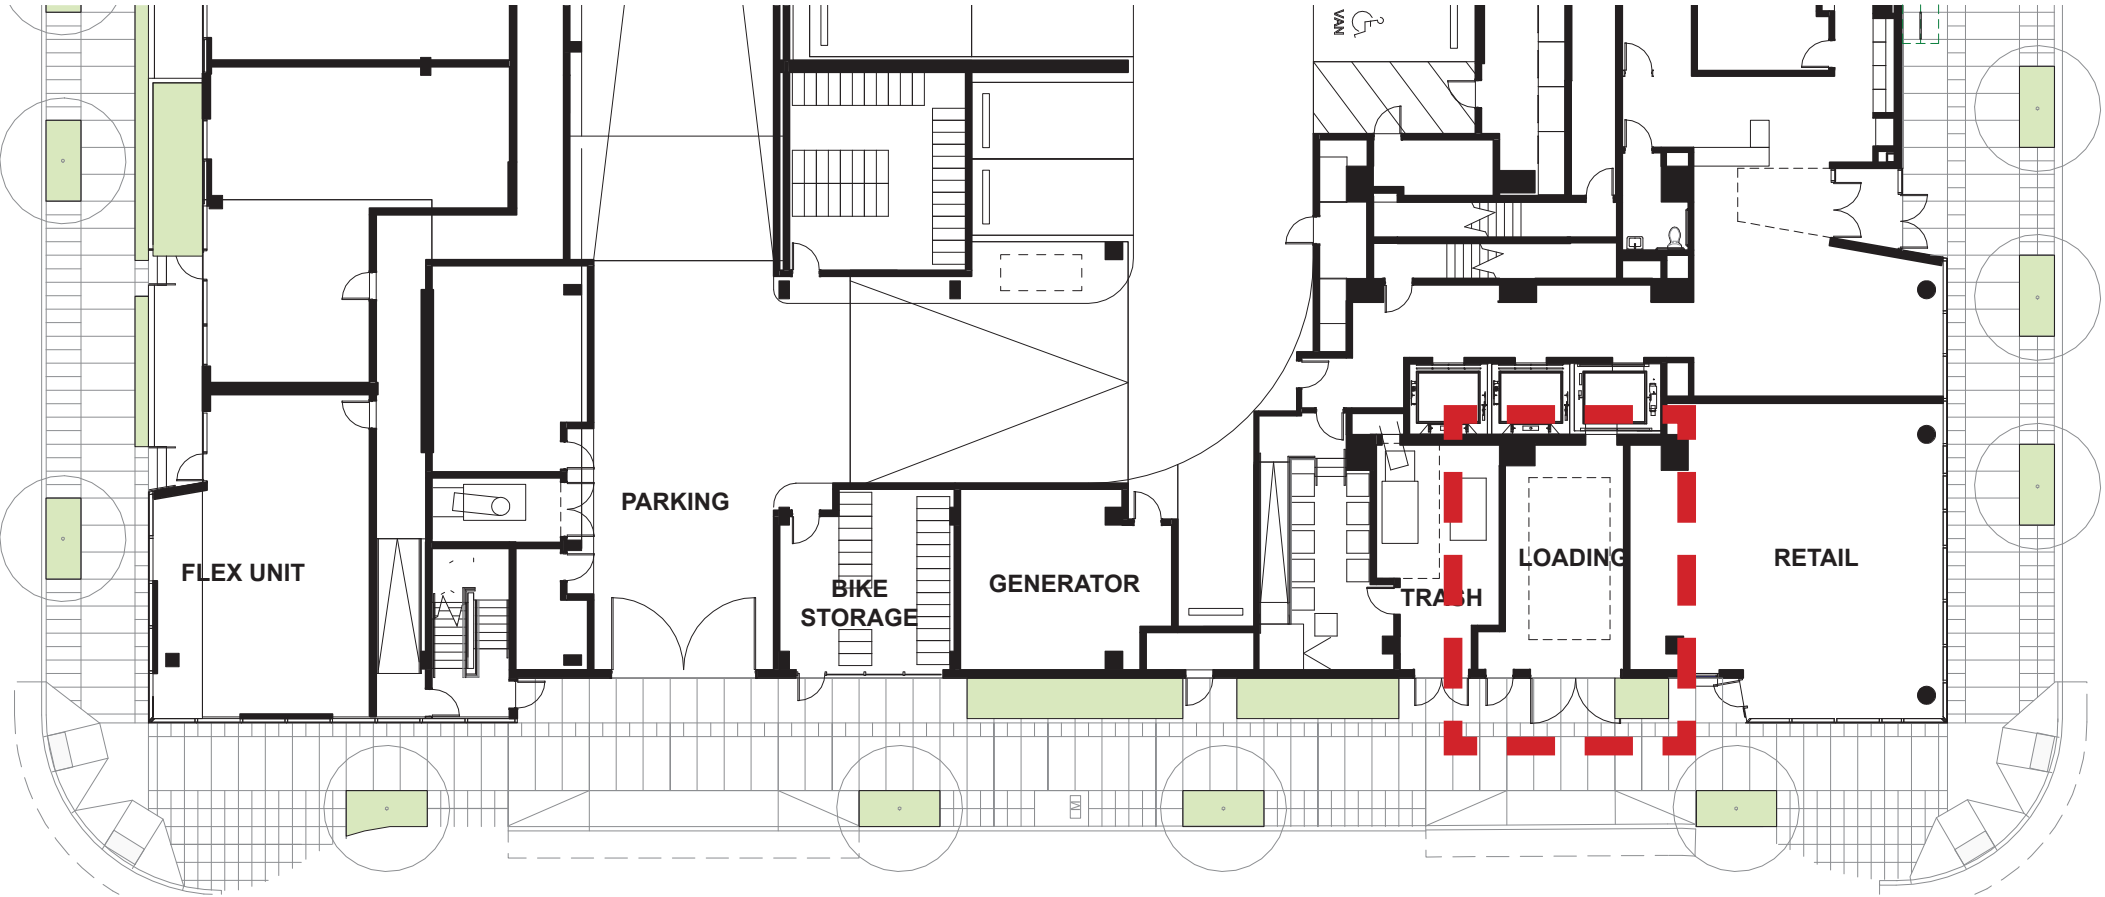 VAN
PARKING
FLEX UNIT
BIKE
STORAGE
GENERATOR
TRASH
LOADING
RETAIL
M